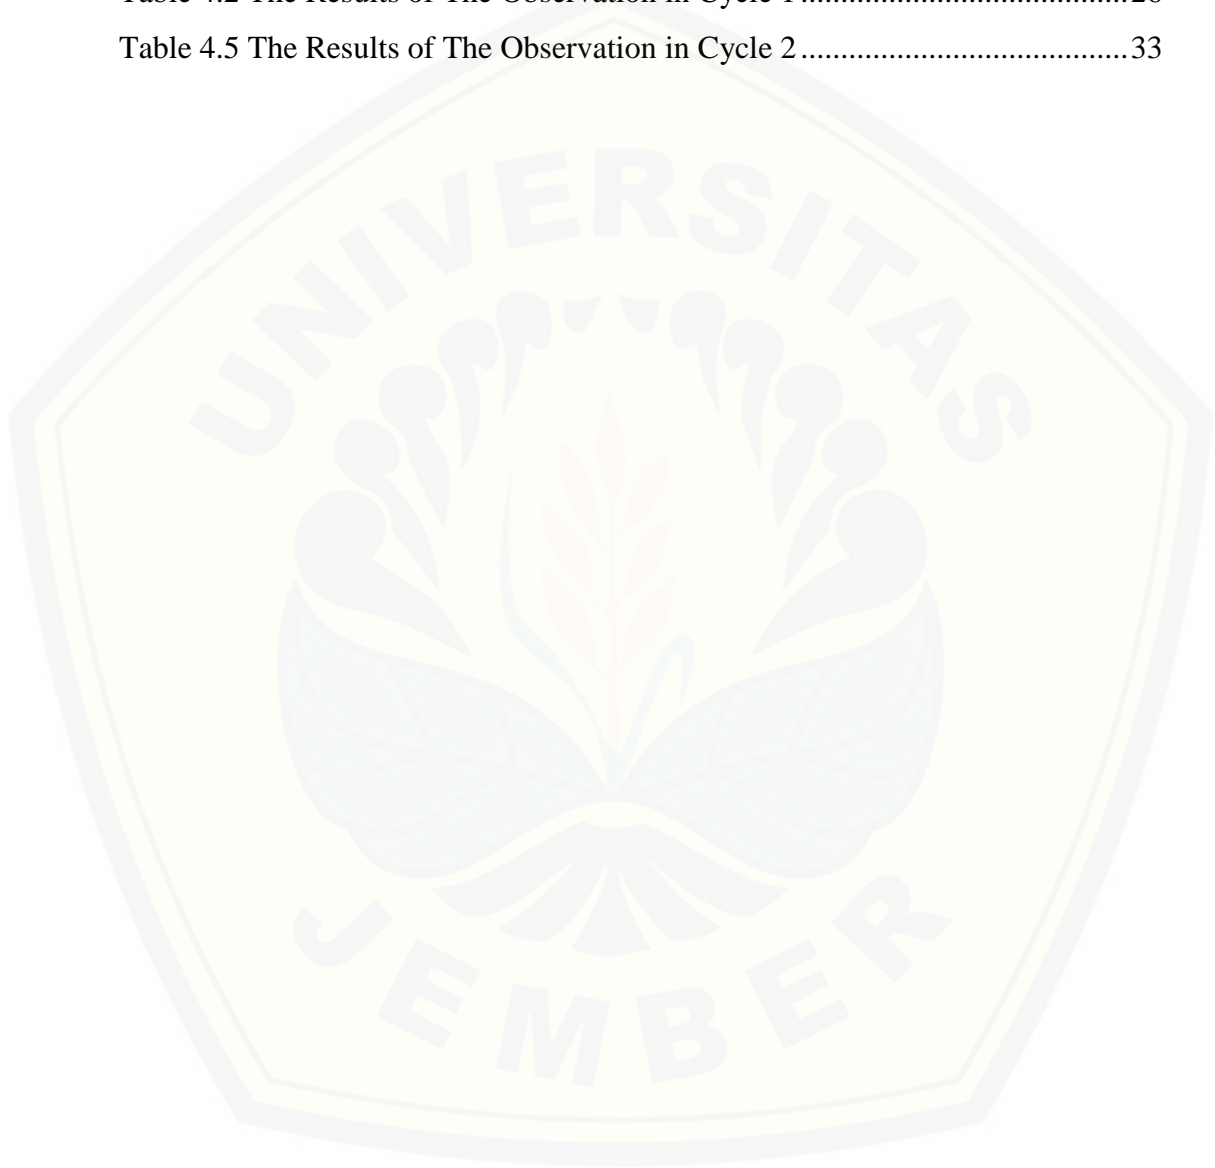 Table 4.2 The Results of The Observation in Cycle 1
Table 4.5 The Results of The Observation in Cycle 2....................................... 33
UNIVERSITAS
JEMBER